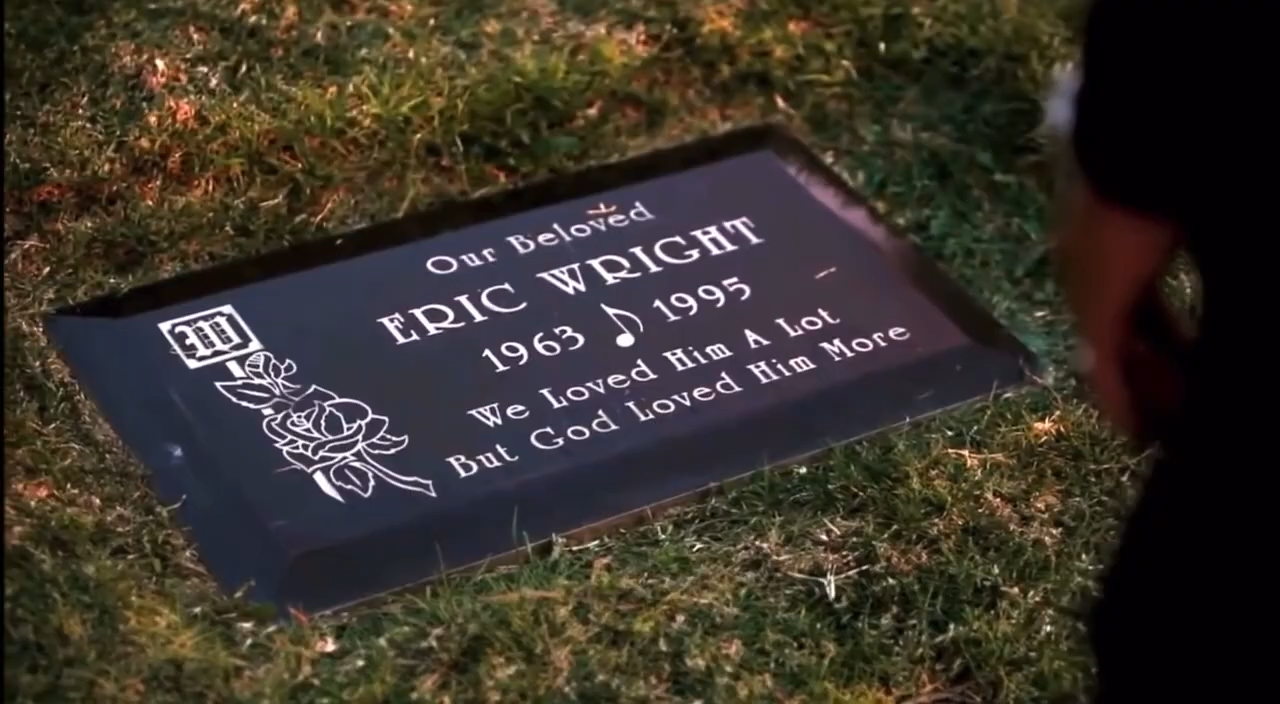 W
Our Beloved
ERIC WRIGHT
1963 ♪ 1995
We Loved Him A Lot
But God Loved Him More